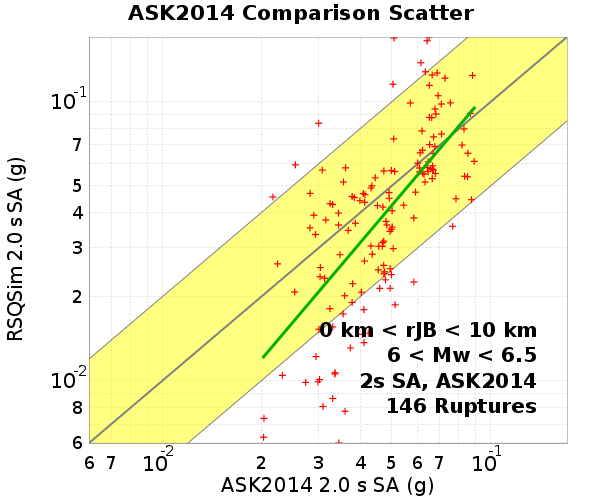 ASK2014 Comparison Scatter
RSQSim 2.0 s SA (g)
10-1
7
5
4
3
2
10-2
8
6
0 km < rJB < 10 km
6 < Mw < 6.5
2s SA, ASK2014
146 Ruptures
6 7 10-2 2 3 4 5 6 7 10-1
ASK2014 2.0 s SA (g)